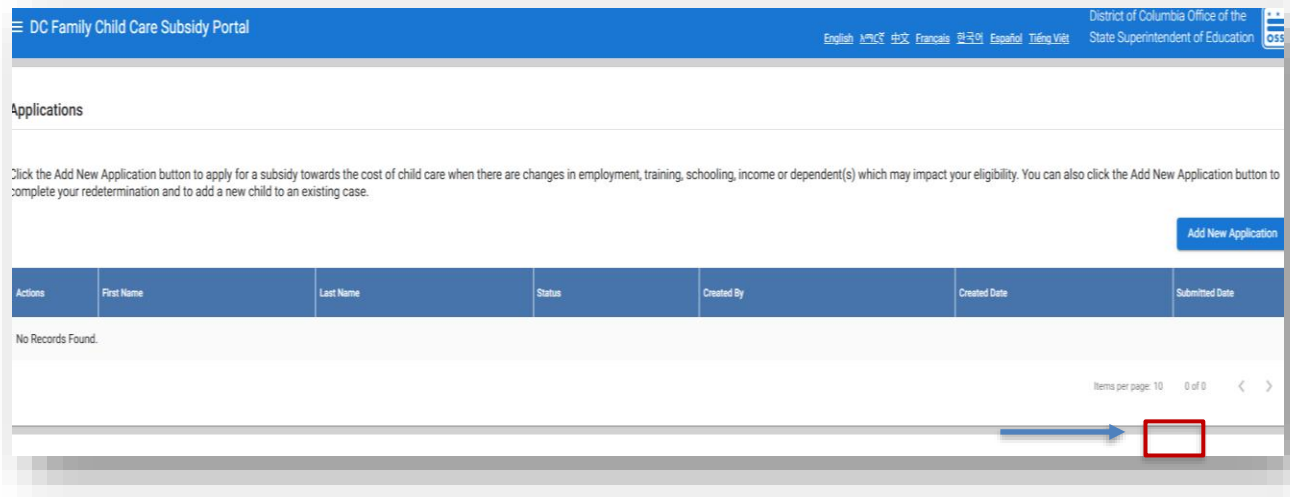 DC Family Child Care Subsidy Portal
English አማርኛ 中文 Français 한국어 Español Tiếng Việt
District of Columbia Office of the
State Superintendent of Education
OSS
Applications
Click the Add New Application button to apply for a subsidy towards the cost of child care when there are changes in employment, training, schooling, income or dependent(s) which may impact your eligibility. You can also click the Add New Application button to
complete your redetermination and to add a new child to an existing case.
Add New Application
Actions First Name Last Name Status Created By Created Date Submitted Date
No Records Found.
Items per page: 10 0 of 0